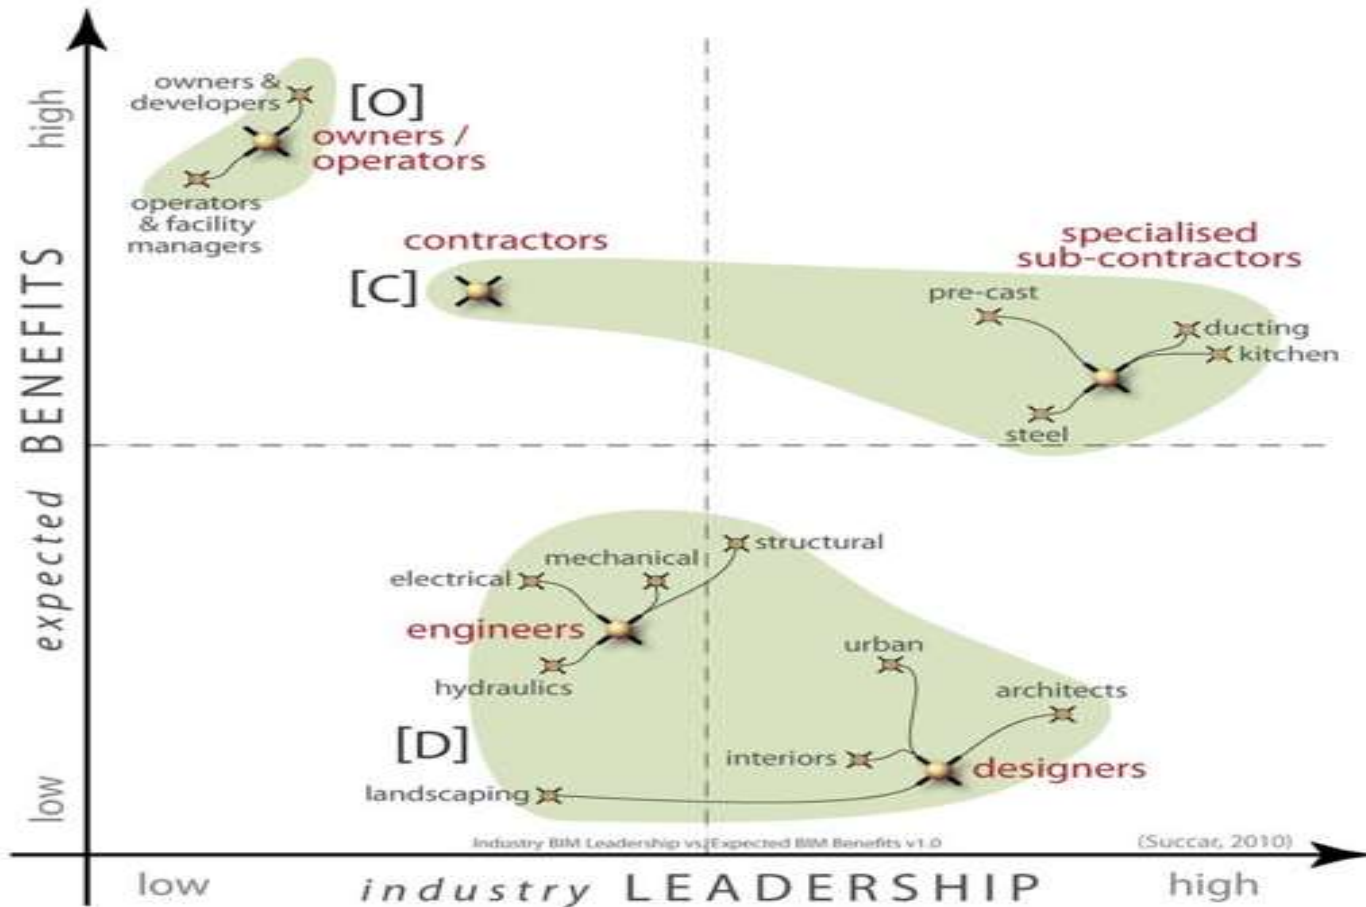 high
owners &
developers
[O]
owners /
operators
operators
& facility
managers
contractors
[C]
specialised
sub-contractors
pre-cast
ducting
kitchen
steel
expected BENEFITS
structural
mechanical
electrical
engineers
hydraulics
urban
architects
[D]
interiors
designers
landscaping
low
Industry BIM Leadership vs Expected BIM Benefits v1.0
(Succar, 2010)
low
industry LEADERSHIP
high